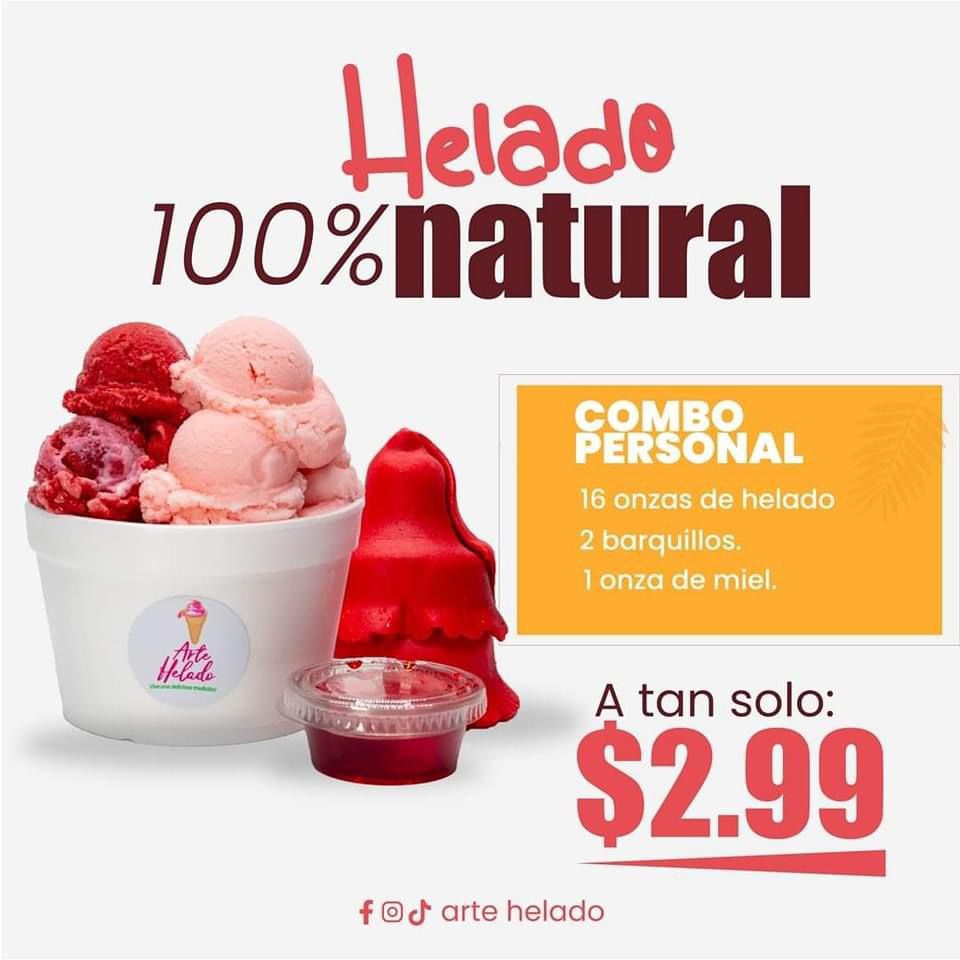 Helado
100% natural
COMBO
PERSONAL
16 onzas de helado
2 barquillos.
1 onza de miel.
Arte
Helado
A tan solo:
$2.99
arte helado